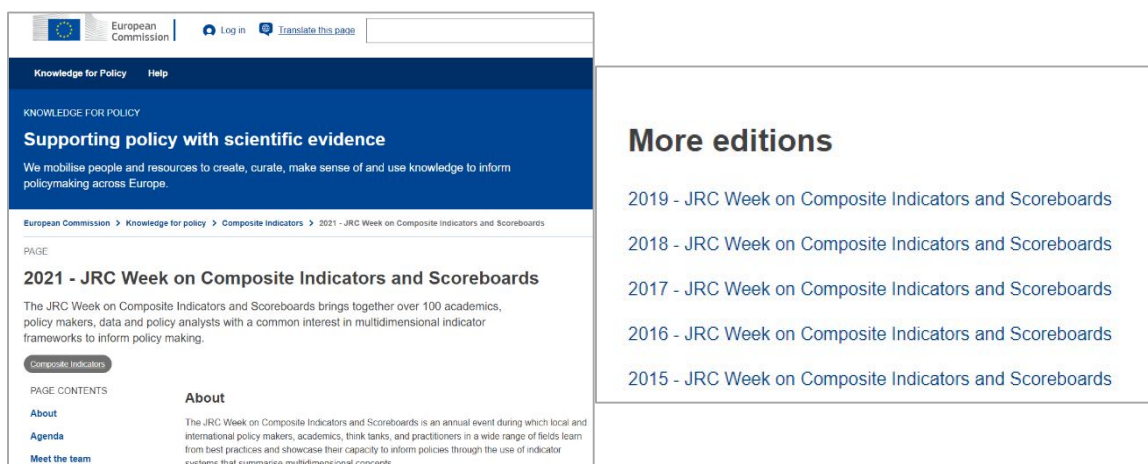 European
Commission
Log in
Translate this page
Knowledge for Policy Help
KNOWLEDGE FOR POLICY
Supporting policy with scientific evidence
We mobilise people and resources to create, curate, make sense of and use knowledge to inform
policymaking across Europe.
European Commission > Knowledge for policy > Composite Indicators > 2021 - JRC Week on Composite Indicators and Scoreboards
PAGE
2021 - JRC Week on Composite Indicators and Scoreboards
The JRC Week on Composite Indicators and Scoreboards brings together over 100 academics,
policy makers, data and policy analysts with a common interest in multidimensional indicator
frameworks to inform policy making.
Composite Indicators
PAGE CONTENTS
About
Agenda
Meet the team
About
The JRC Week on Composite Indicators and Scoreboards is an annual event during which local and
international policy makers, academics, think tanks, and practitioners in a wide range of fields learn
from best practices and showcase their capacity to inform policies through the use of indicator
systems that summarise multidimensional concepts
More editions
2019 - JRC Week on Composite Indicators and Scoreboards
2018 - JRC Week on Composite Indicators and Scoreboards
2017 - JRC Week on Composite Indicators and Scoreboards
2016 - JRC Week on Composite Indicators and Scoreboards
2015 - JRC Week on Composite Indicators and Scoreboards